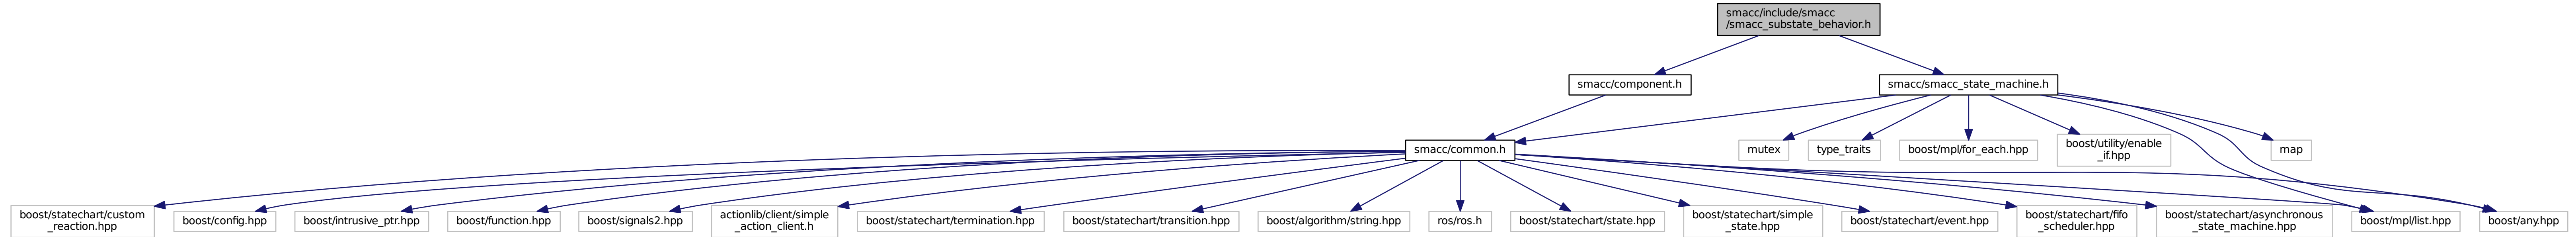 smacc/include/smacc
/smacc_substate_behavior.h
smacc/component.h
smacc/smacc_state_machine.h
smacc/common.h
mutex
type_traits
boost/mpl/for_each.hpp
boost/utility/enable
_if.hpp
map
boost/statechart/custom
_reaction.hpp
boost/config.hpp
boost/intrusive_ptr.hpp
boost/function.hpp
boost/signals2.hpp
actionlib/client/simple
_action_client.h
boost/statechart/termination.hpp
boost/statechart/transition.hpp
boost/algorithm/string.hpp
ros/ros.h
boost/statechart/state.hpp
boost/statechart/simple
_state.hpp
boost/statechart/event.hpp
boost/statechart/fifo
_scheduler.hpp
boost/statechart/asynchronous
_state_machine.hpp
boost/mpl/list.hpp
boost/any.hpp